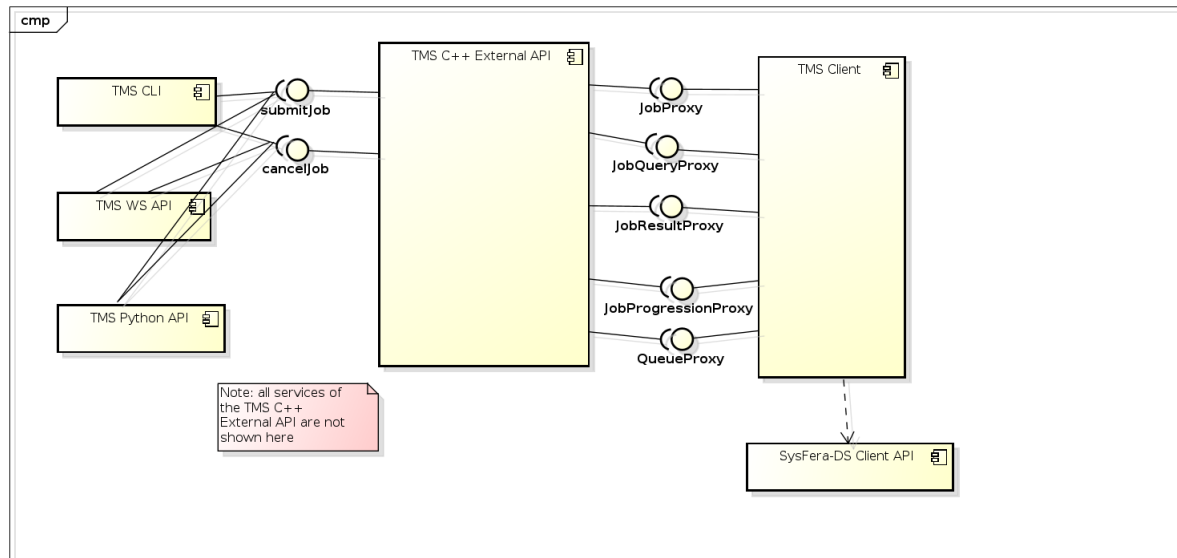 cmp
TMS C++ External API
TMS Client
TMS CLI
submitJob
JobProxy
cancelJob
JobQueryProxy
TMS WS API
JobResultProxy
TMS Python API
JobProgressionProxy
QueueProxy
Note: all services of
the TMS C++
External API are not
shown here
SysFera-DS Client API